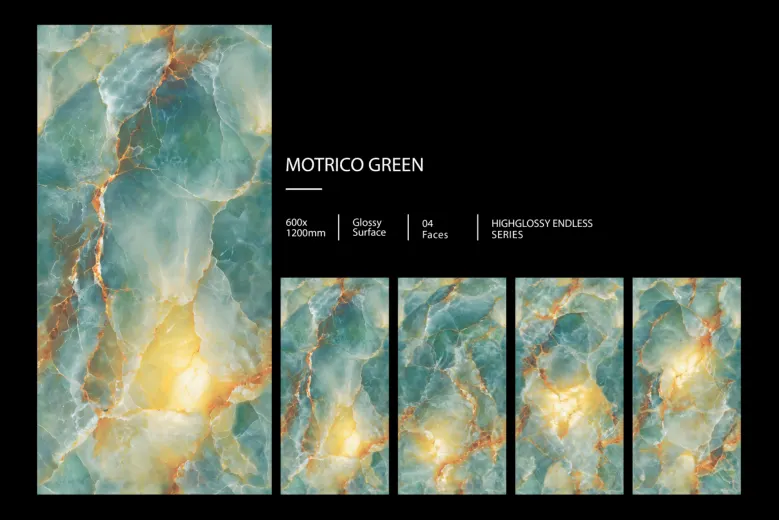 MOTRICO GREEN
600x
1200mm
Glossy
Surface
04
Faces
HIGHGLOSSY ENDLESS
SERIES